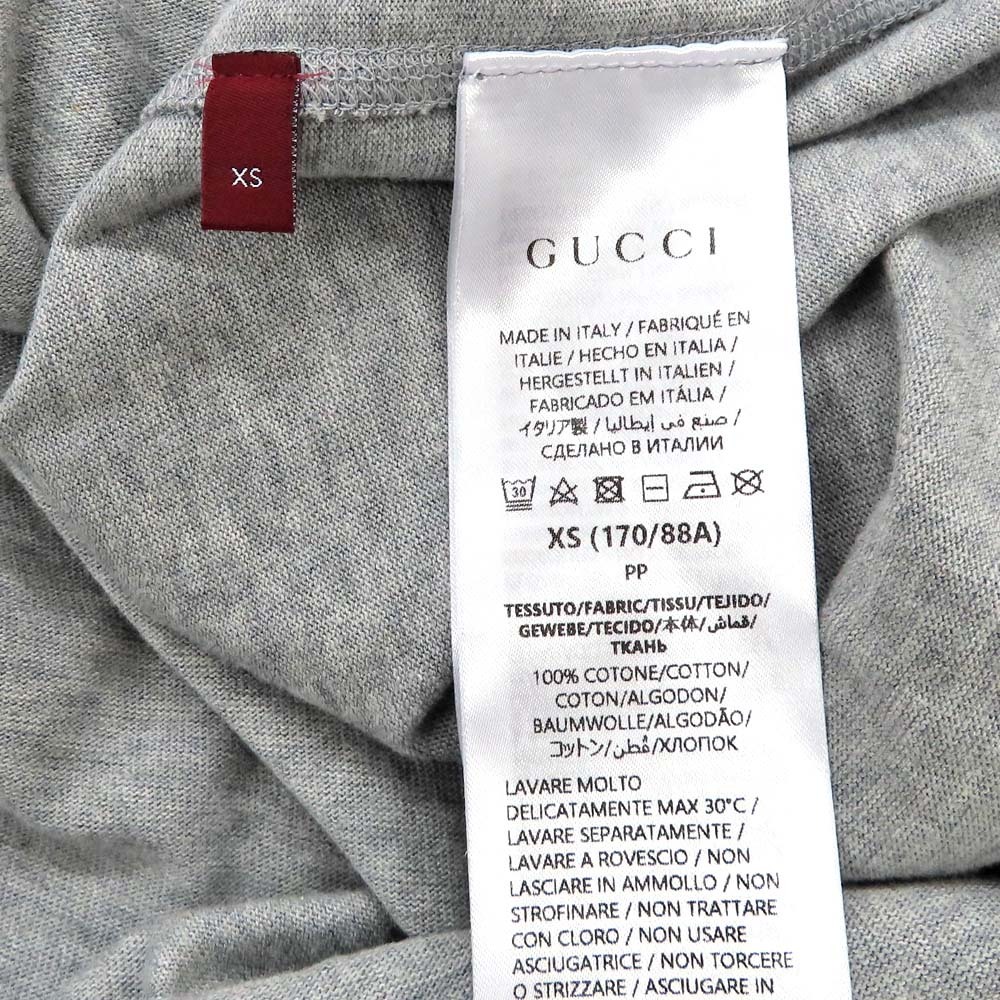 XS
GUCCI
MADE IN ITALY / FABRIQUÉ EN
ITALIE / HECHO EN ITALIA /
HERGESTELLT IN ITALIEN /
FABRICADO EM ITÁLIA /
イタリア製 / صنع في إيطاليا /
СДЕЛАНО В ИТАЛИИ
30
XS (170/88A)
PP
TESSUTO/FABRIC/TISSU/TEJIDO/
GEWEBE/TECIDO/本体/قماش/
ТКАНЬ
100% COTONE/COTTON/
COTON/ALGODON/
BAUMWOLLE/ALGODÃO/
コットン/قُطن/ХЛОПОК
LAVARE MOLTO
DELICATAMENTE MAX 30°C /
LAVARE SEPARATAMENTE /
LAVARE A ROVESCIO / NON
LASCIARE IN AMMOLLO / NON
STROFINARE / NON TRATTARE
CON CLORO / NON USARE
ASCIUGATRICE / NON TORCERE
O STRIZZARE / ASCIUGARE IN